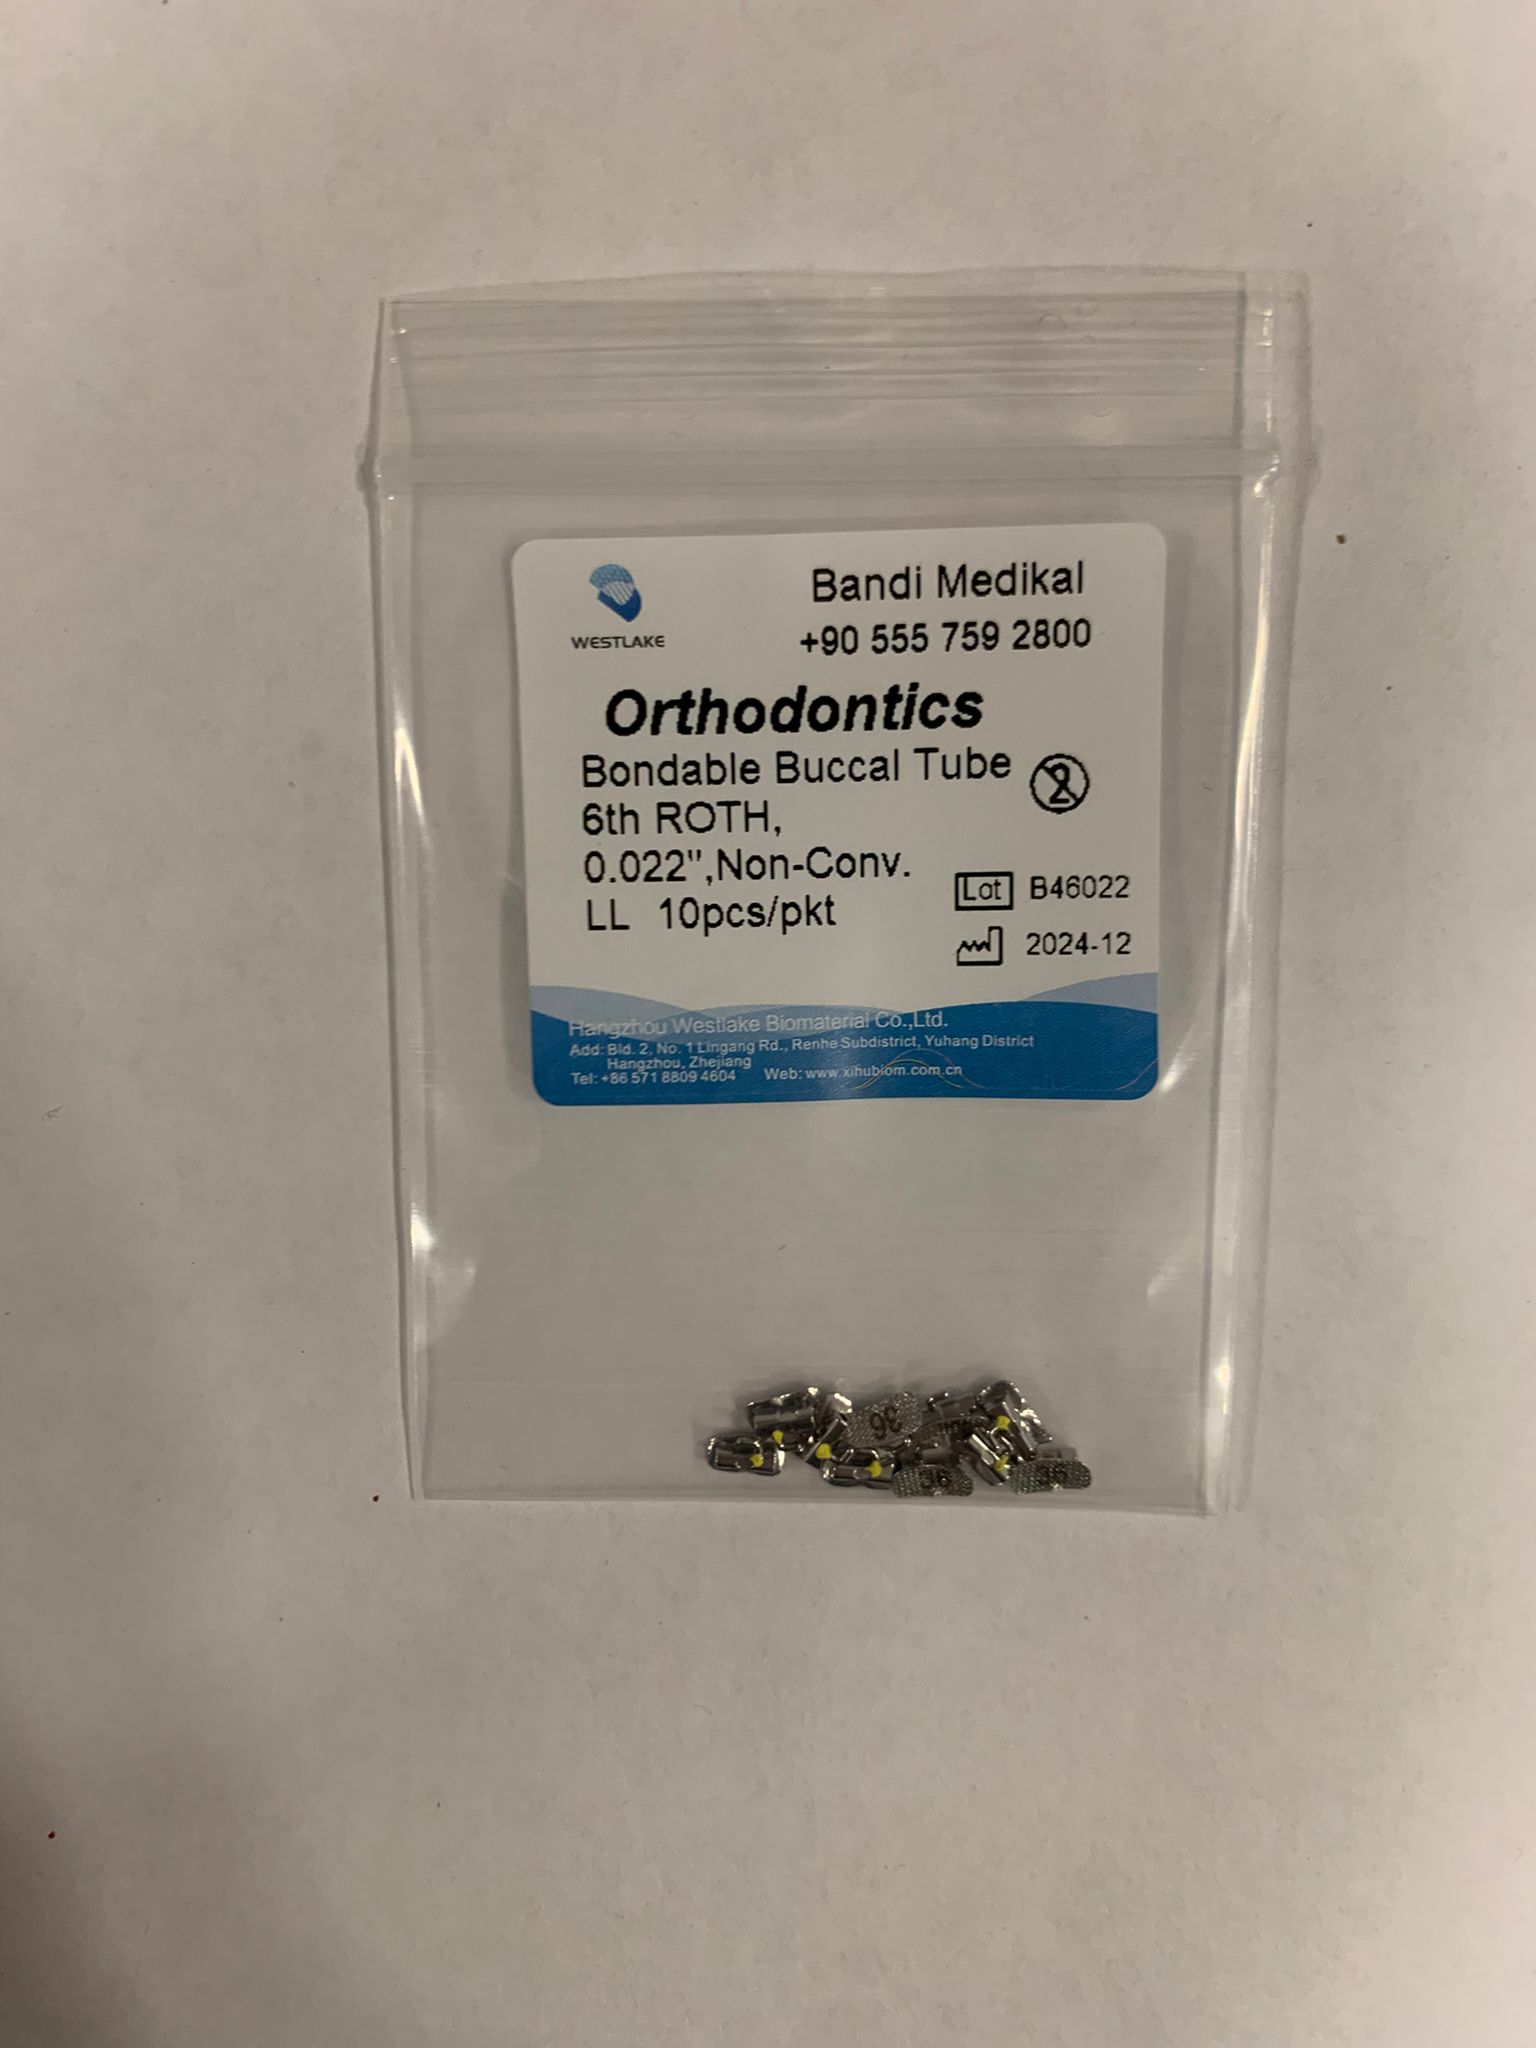 WESTLAKE
Bandi Medikal
+90 555 759 2800
Orthodontics
Bondable Buccal Tube
2
6th ROTH,
0.022",Non-Conv.
LL 10pcs/pkt
Lot B46022
2024-12
Hangzhou Westlake Biomaterial Co.,Ltd.
Add: Bld. 2, No. 1 Lingang Rd., Renhe Subdistrict, Yuhang District
Hangzhou, Zhejiang
Tel: +86 571 8809 4604 Web: www.xihubiom.com.cn
36
36
36